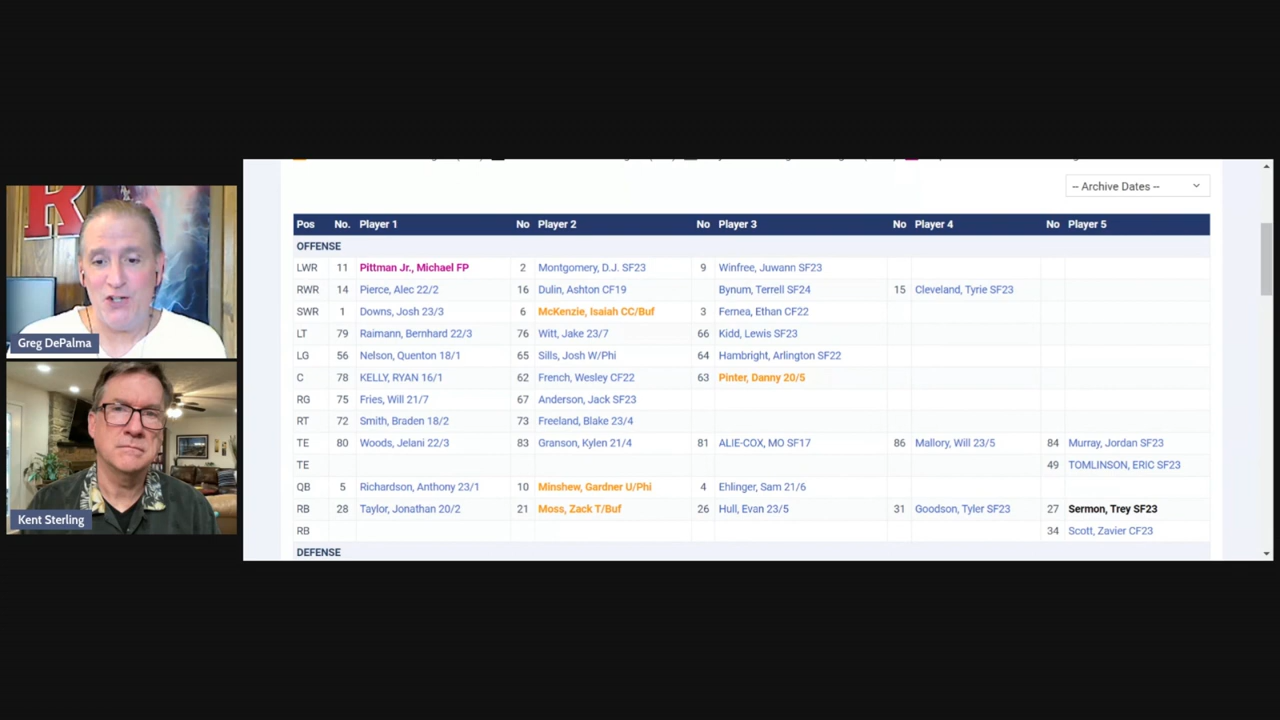 -- Archive Dates --
Pos No. Player 1 No Player 2 No Player 3 No Player 4 No Player 5
OFFENSE
LWR 11 Pittman Jr., Michael FP 2 Montgomery, D.J. SF23 9 Winfree, Juwann SF23
RWR 14 Pierce, Alec 22/2 16 Dulin, Ashton CF19 Bynum, Terrell SF24 15 Cleveland, Tyrie SF23
SWR 1 Downs, Josh 23/3 6 McKenzie, Isaiah CC/Buf 3 Fernea, Ethan CF22
LT 79 Raimann, Bernhard 22/3 76 Witt, Jake 23/7 66 Kidd, Lewis SF23
LG 56 Nelson, Quenton 18/1 65 Sills, Josh W/Phi 64 Hambright, Arlington SF22
C 78 KELLY, RYAN 16/1 62 French, Wesley CF22 63 Pinter, Danny 20/5
RG 75 Fries, Will 21/7 67 Anderson, Jack SF23
RT 72 Smith, Braden 18/2 73 Freeland, Blake 23/4
TE 80 Woods, Jelani 22/3 83 Granson, Kylen 21/4 81 ALIE-COX, MO SF17 86 Mallory, Will 23/5 84 Murray, Jordan SF23
TE 49 TOMLINSON, ERIC SF23
QB 5 Richardson, Anthony 23/1 10 Minshew, Gardner U/Phi 4 Ehlinger, Sam 21/6
RB 28 Taylor, Jonathan 20/2 21 Moss, Zack T/Buf 26 Hull, Evan 23/5 31 Goodson, Tyler SF23 27 Sermon, Trey SF23
RB 34 Scott, Zavier CF23
DEFENSE
R
Greg DePalma
Kent Sterling